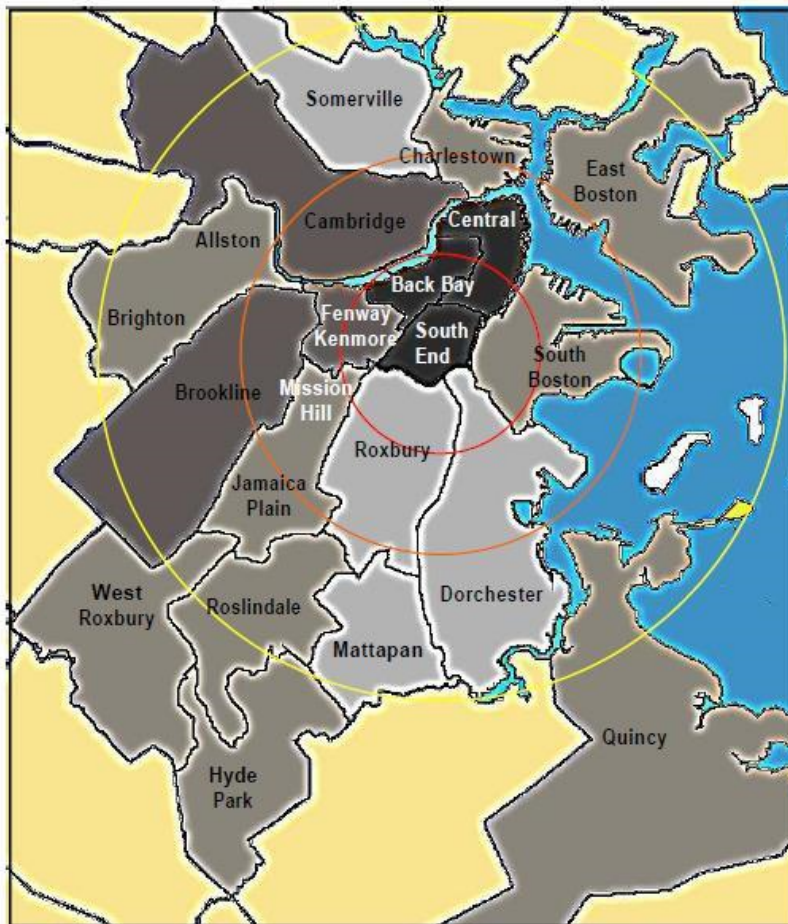 Somerville
Charlestown
East
Boston
Cambridge
Central
Allston
Back Bay
Brighton
Fenway
Kenmore
South
End
South
Boston
Brookline
Mission
Hill
Roxbury
Jamaica
Plain
West
Roxbury
Roslindale
Dorchester
Mattapan
Quincy
Hyde
Park